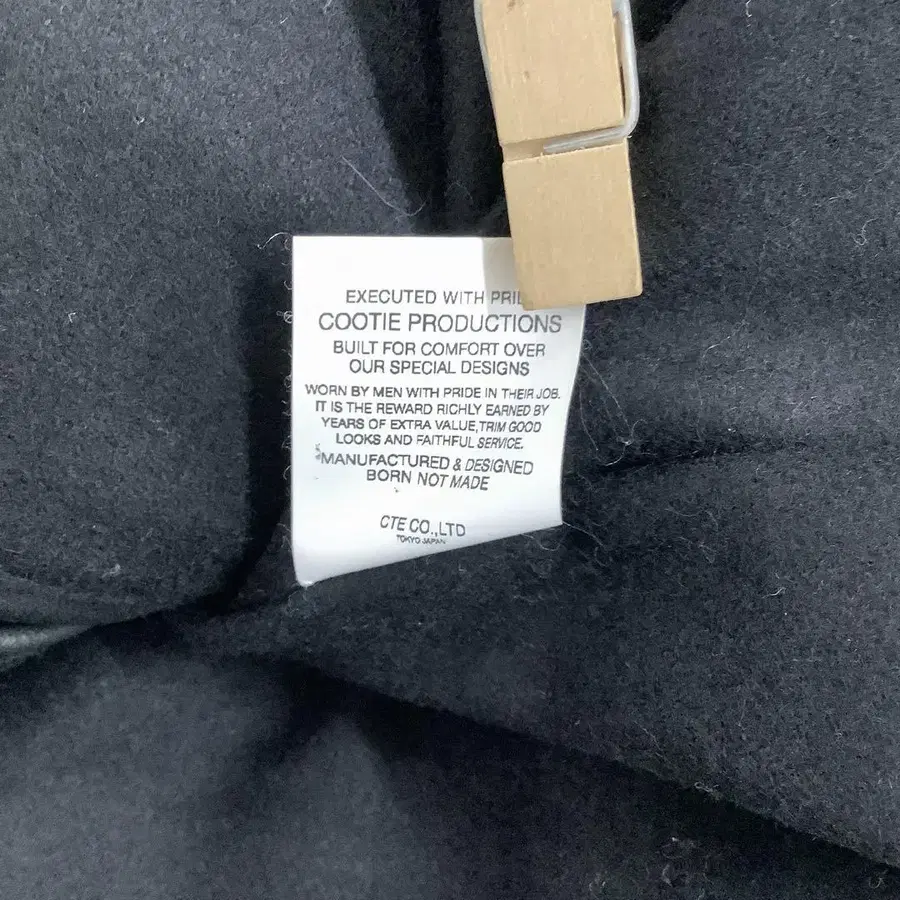 EXECUTED WITH
COOTIE PRODUCTIONS
BUILT FOR COMFORT OVER
OUR SPECIAL DESIGNS
WORN BY MEN WITH PRIDE IN THEIR JOB.
IT IS THE REWARD RICHLY EARNED BY
YEARS OF EXTRA VALUE,TRIM GOOD
LOOKS AND FAITHFUL SERVICE.
MANUFACTURED & DESIGNED
BORN NOT MADE
CTE CO.,LTD
TOKYO JAPAN